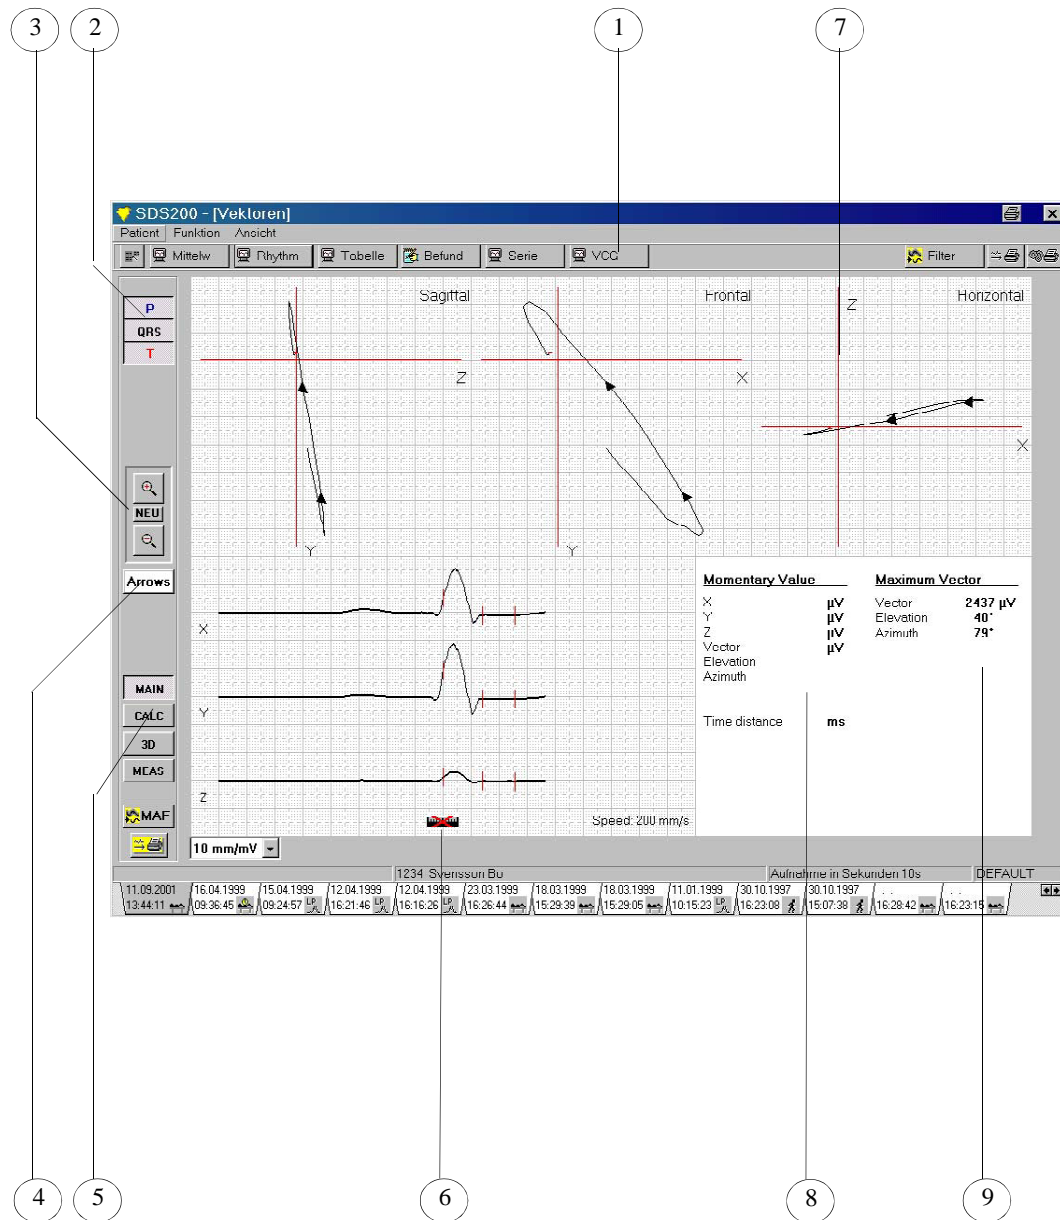 3 2 1 7
SDS200 - [Vektoren]
Patient Funktion Ansicht
Mittelw Rhythm Tabelle Befund Serie VCG Filter
P
QRS
T
Sagittal Frontal Horizontal
Z
Z X
X
NEU
Y Y
Arrows
Momentary Value Maximum Vector
X µV Vector 2437 µV
Y µV Elevation 40°
Z µV Azimuth 79°
Vector µV
Elevation
Azimuth
X
MAIN
CALC
Y
Time distance ms
3D
MEAS
Z
MAF
Speed: 200 mm/s
10 mm/mV
1234 Svensson Bo Aufnahme in Sekunden 10s DEFAULT
11.09.2001 16.04.1999 15.04.1999 12.04.1999 12.04.1999 23.03.1999 18.03.1999 18.03.1999 11.01.1999 30.10.1997 30.10.1997 . . . .
13:44:11 09:36:45 09:24:57 LP 16:21:46 LP 16:16:26 LP 16:26:44 15:29:39 15:29:05 10:15:23 LP 16:23:08 15:07:38 16:28:42 16:23:15
4 5 6 8 9